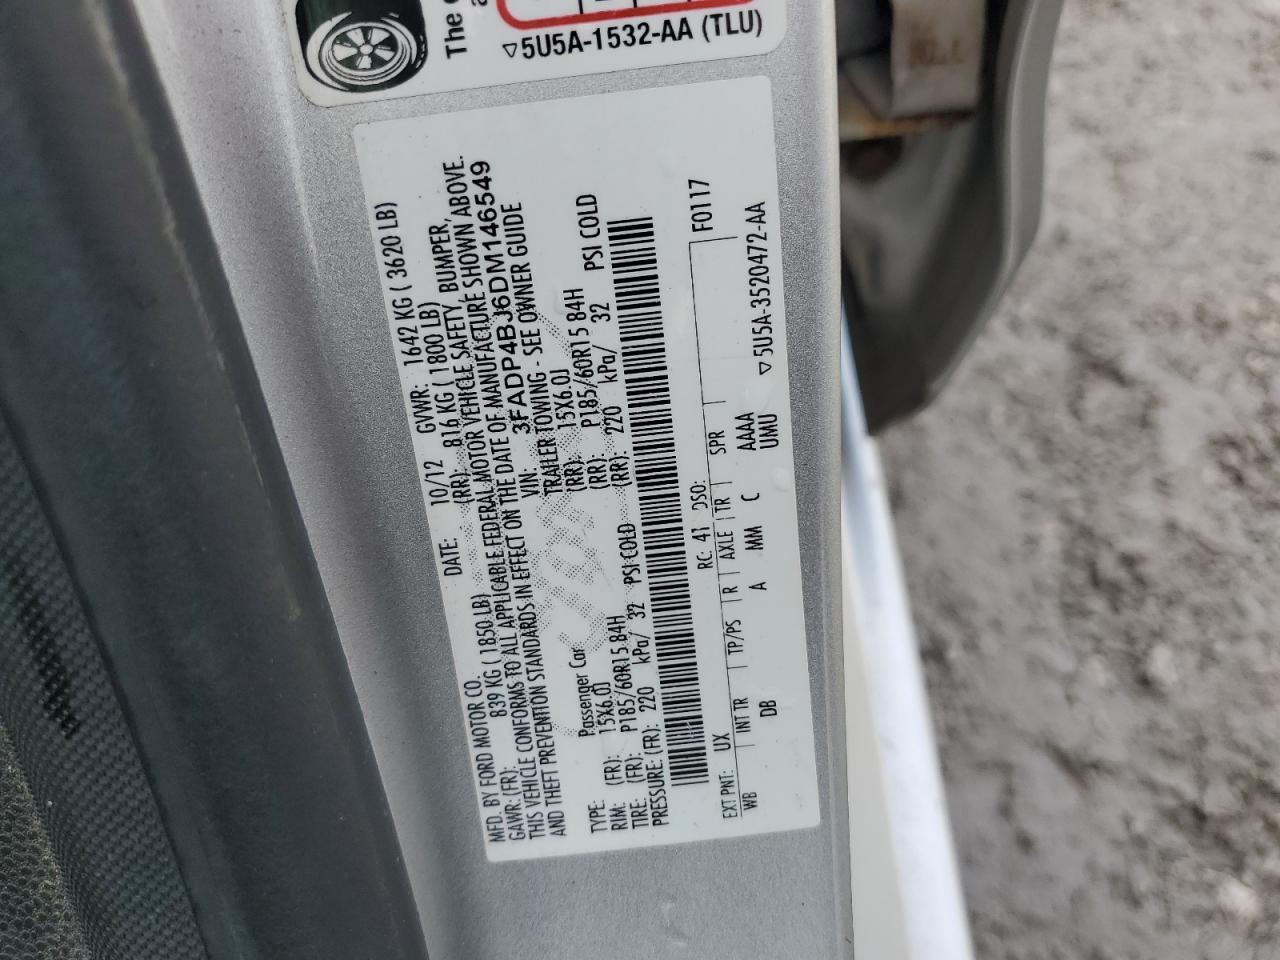 The
5U5A-1532-AA (TLU)
MFD. BY FORD MOTOR CO.
DATE: 10/12 GVWR: 1642 KG ( 3620 LB)
GAWR: (FR): 839 KG ( 1850 LB) (RR): 816 KG ( 1800 LB)
THIS VEHICLE CONFORMS TO ALL APPLICABLE FEDERAL MOTOR VEHICLE SAFETY, BUMPER,
AND THEFT PREVENTION STANDARDS IN EFFECT ON THE DATE OF MANUFACTURE SHOWN ABOVE.
VIN: 3FADP4BJ6DM146549
TYPE: Passenger Car TRAILER TOWING - SEE OWNER GUIDE
RIM: (FR): 15X6.0J (RR): 15X6.0J
TIRE: (FR): P185/60R15 84H (RR): P185/60R15 84H
PRESSURE: (FR): 220 kPa/ 32 PSI COLD (RR): 220 kPa/ 32 PSI COLD
F0117
EXT PNT: UX RC: 41 DSO:
WB INT TR TP/PS R AXLE TR SPR
DB A MM C AAAA
UMU
5U5A-3520472-AA